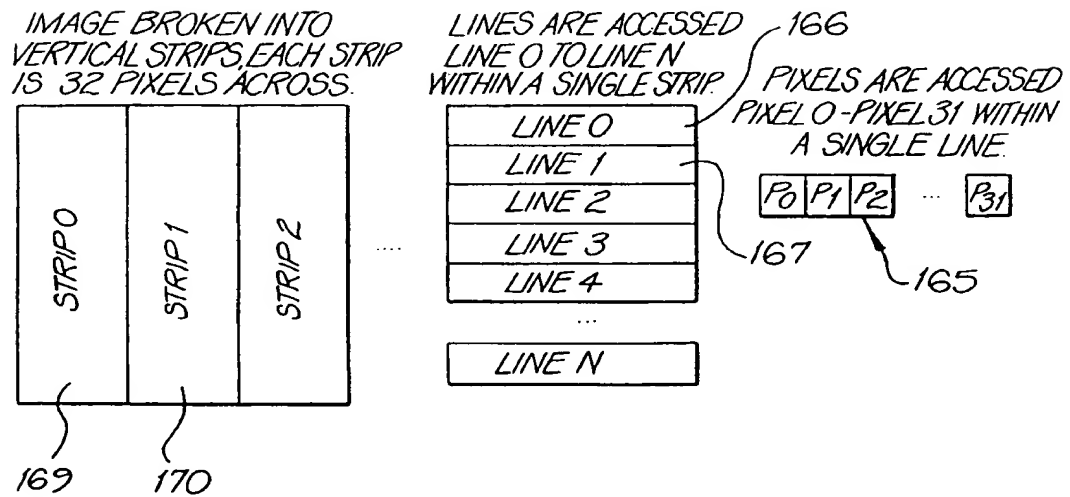 IMAGE BROKEN INTO
VERTICAL STRIPS, EACH STRIP
IS 32 PIXELS ACROSS.
STRIP 0
STRIP 1
STRIP 2
....
169
170
LINES ARE ACCESSED
LINE 0 TO LINE N
WITHIN A SINGLE STRIP.
LINE 0
LINE 1
LINE 2
LINE 3
LINE 4
...
LINE N
166
167
PIXELS ARE ACCESSED
PIXEL 0 - PIXEL 31 WITHIN
A SINGLE LINE.
P0 P1 P2 ... P31
165